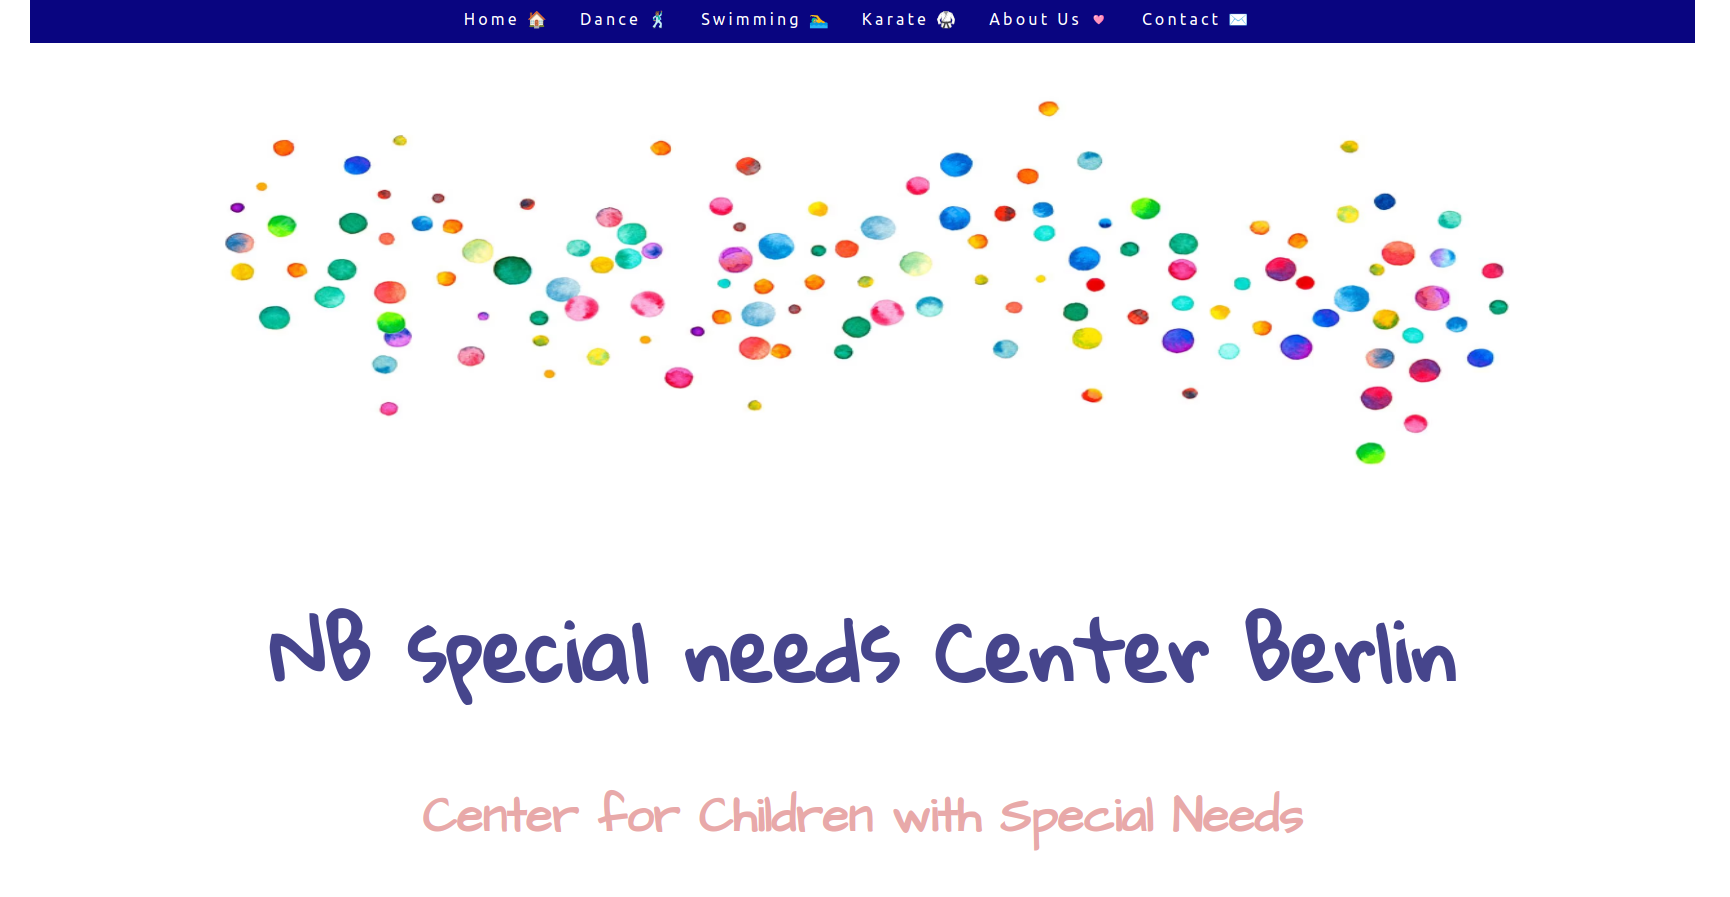 Home 🏠 Dance 🕺 Swimming 🏊 Karate 🥋 About Us 💗 Contact ✉️
NB special needs Center Berlin
Center for Children with Special Needs